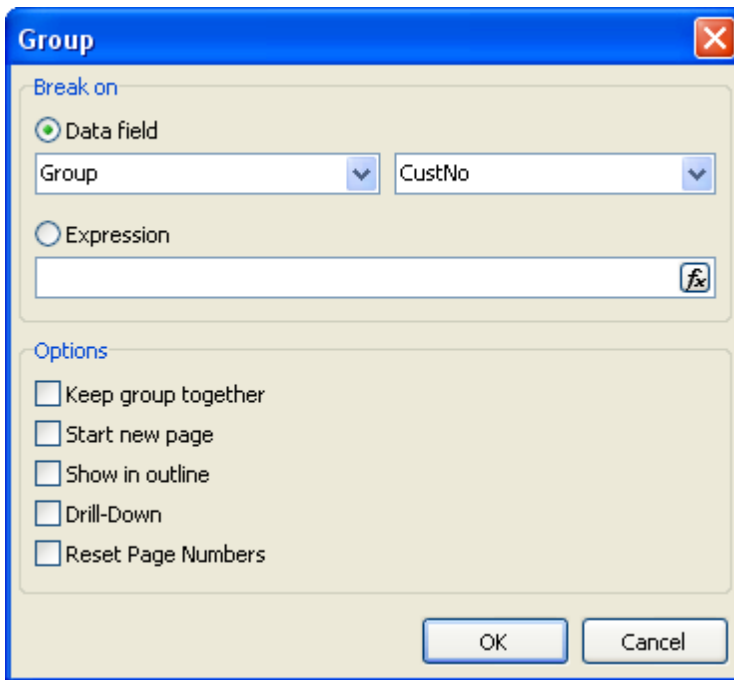 Group
Break on
Data field
Group CustNo
Expression
fx
Options
Keep group together
Start new page
Show in outline
Drill-Down
Reset Page Numbers
OK Cancel